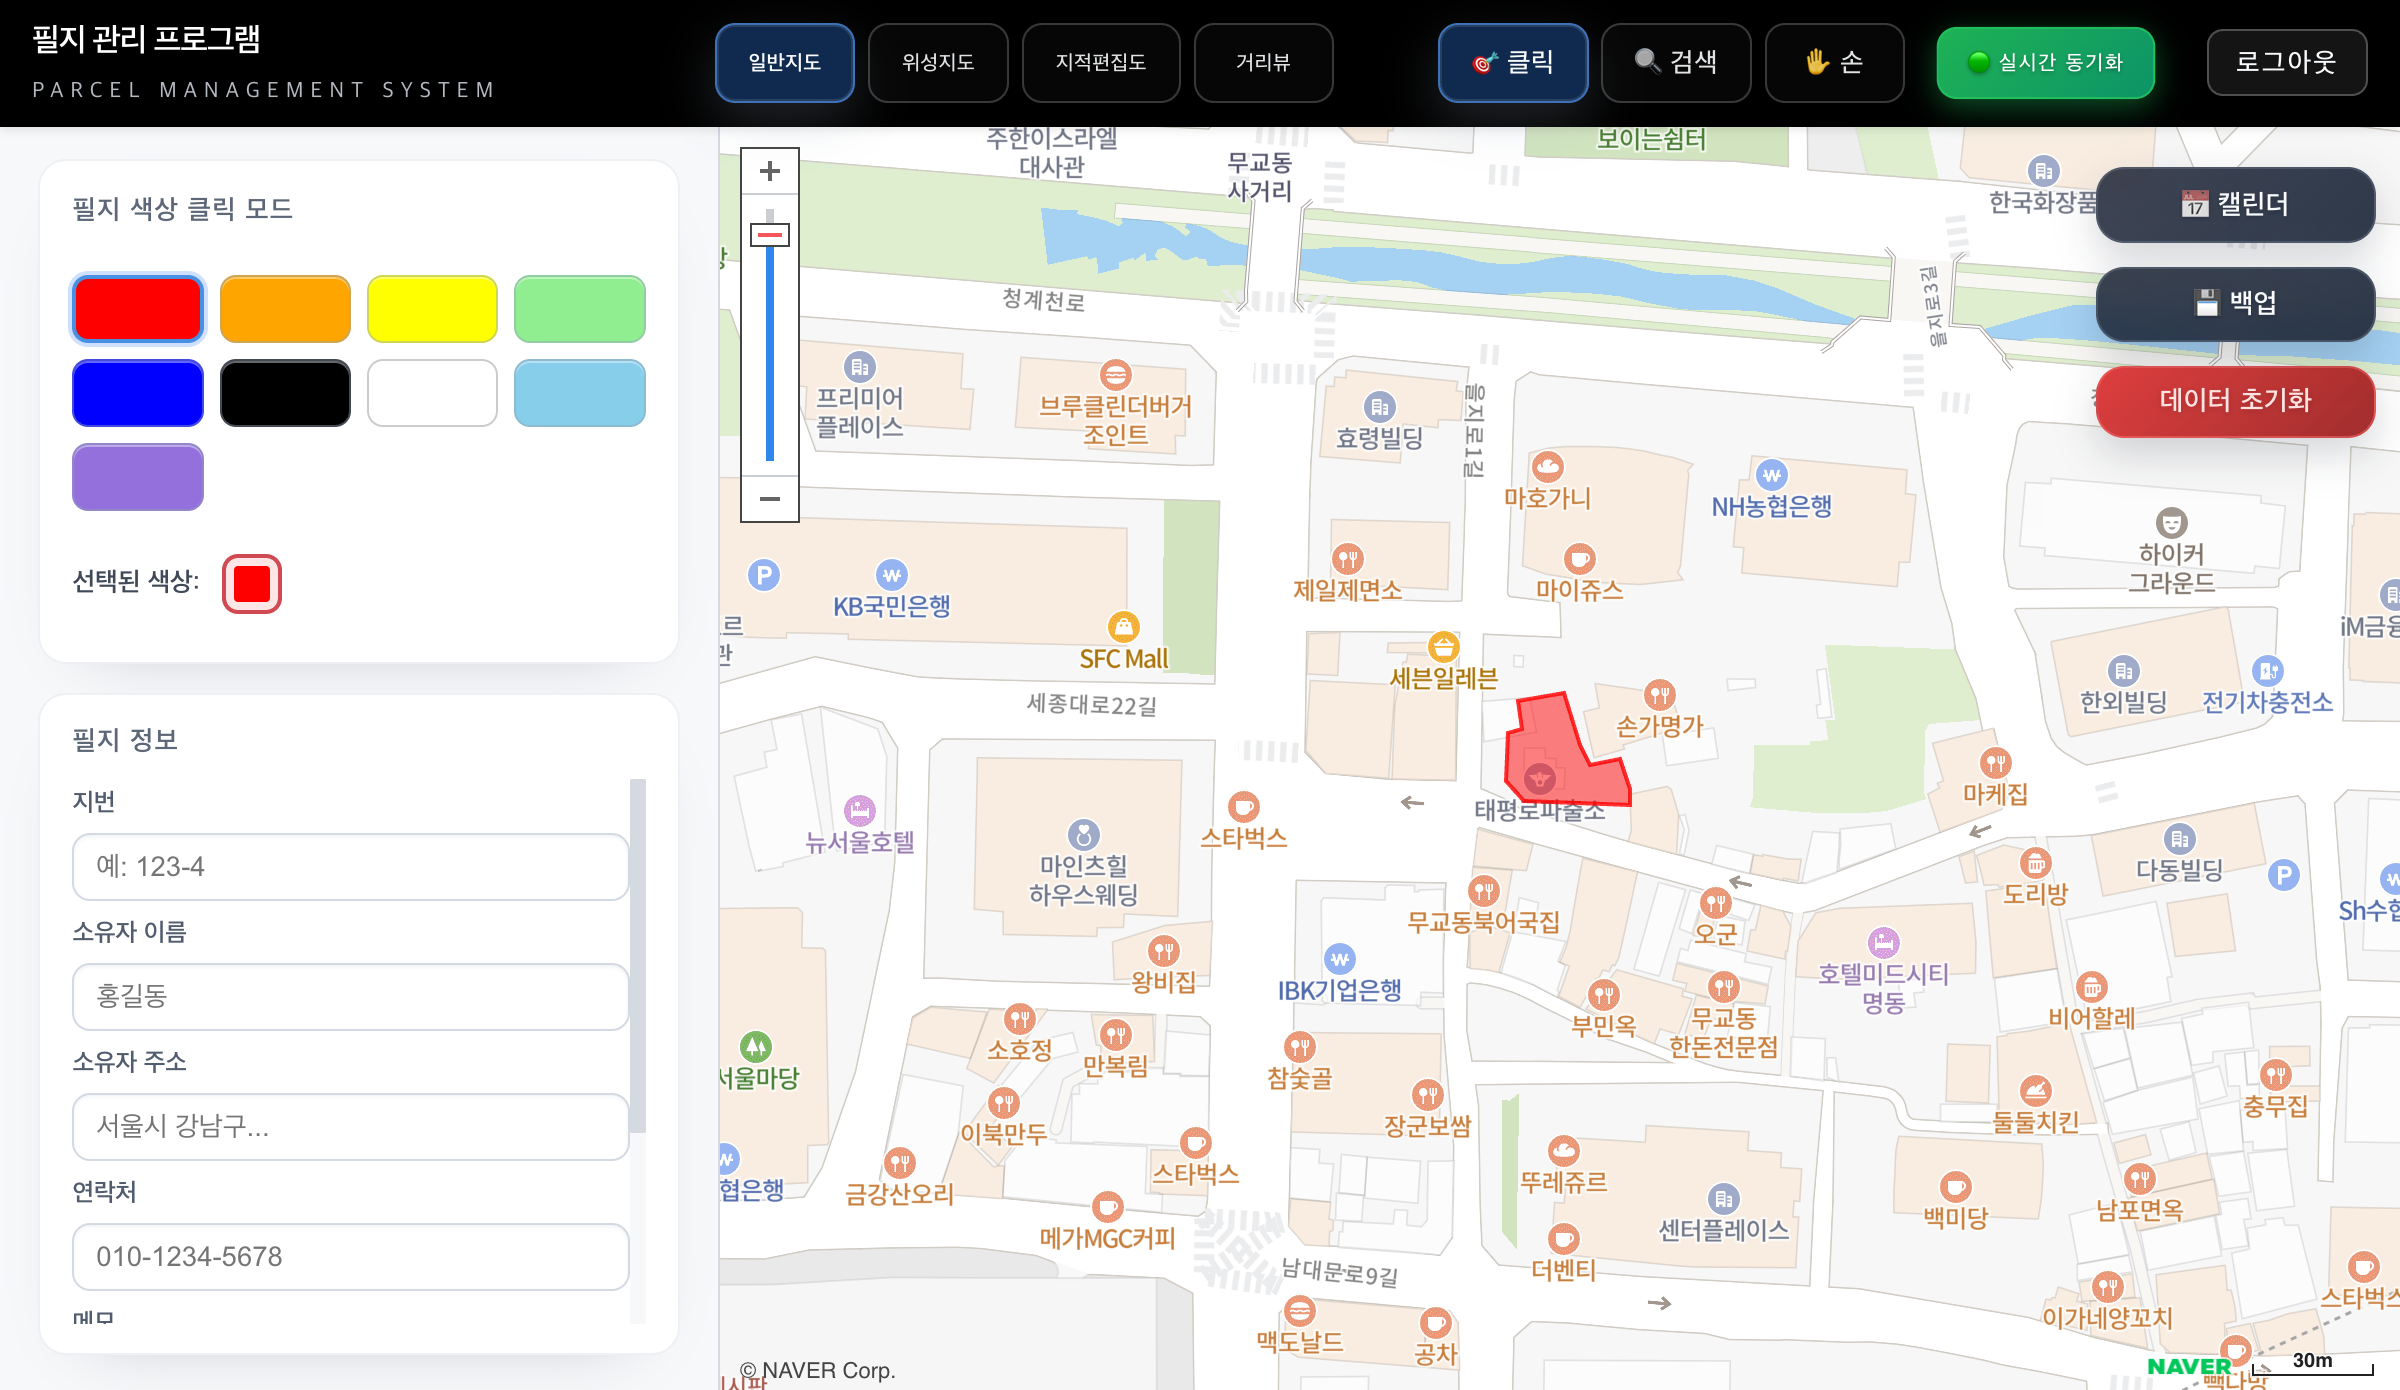 필지 관리 프로그램
PARCEL MANAGEMENT SYSTEM
일반지도
위성지도
지적편집도
거리뷰
클릭
검색
손
실시간 동기화
로그아웃
필지 색상 클릭 모드
선택된 색상:
필지 정보
지번
예: 123-4
소유자 이름
홍길동
소유자 주소
서울시 강남구...
연락처
010-1234-5678
메모
캘린더
백업
데이터 초기화
주한이스라엘
대사관
무교동
사거리
보이는쉼터
한국화장품
청계천로
을지로3길
프리미어
플레이스
브루클린더버거
조인트
효령빌딩
을지로1길
마호가니
NH농협은행
하이커
그라운드
제일제면소
마이쥬스
KB국민은행
SFC Mall
세븐일레븐
iM금융
한외빌딩
전기차충전소
세종대로22길
손가명가
마케집
태평로파출소
뉴서울호텔
스타벅스
마인츠힐
하우스웨딩
다동빌딩
도리방
무교동북어국집
오군
Sh수협
왕비집
IBK기업은행
호텔미드시티
명동
부민옥
무교동
한돈전문점
비어할레
소호정
만복림
참숯골
서울마당
장군보쌈
충무집
둘둘치킨
이북만두
스타벅스
뚜레쥬르
금강산오리
협은행
메가MGC커피
센터플레이스
백미당
남포면옥
더벤티
남대문로9길
이가네양꼬치
스타벅스
맥도날드
공차
© NAVER Corp.
NAVER
30m